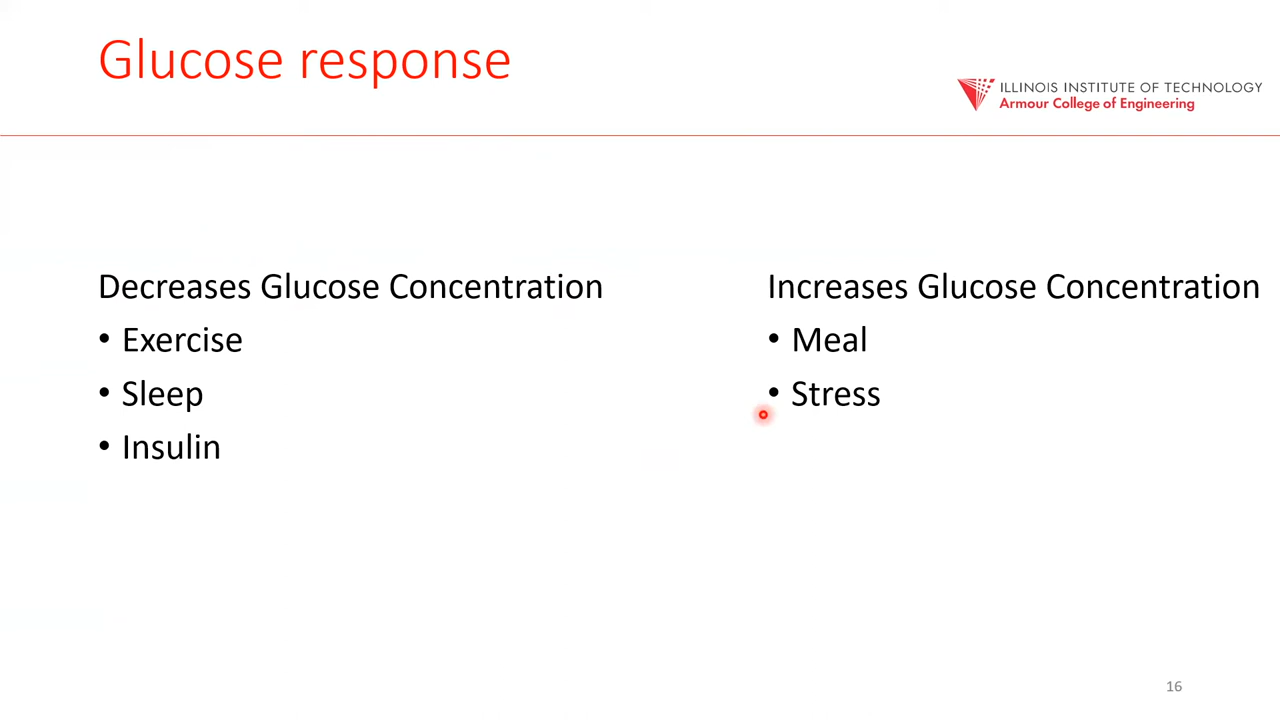 Glucose response
ILLINOIS INSTITUTE OF TECHNOLOGY
Armour College of Engineering
Decreases Glucose Concentration
• Exercise
• Sleep
• Insulin
Increases Glucose Concentration
• Meal
• Stress
16